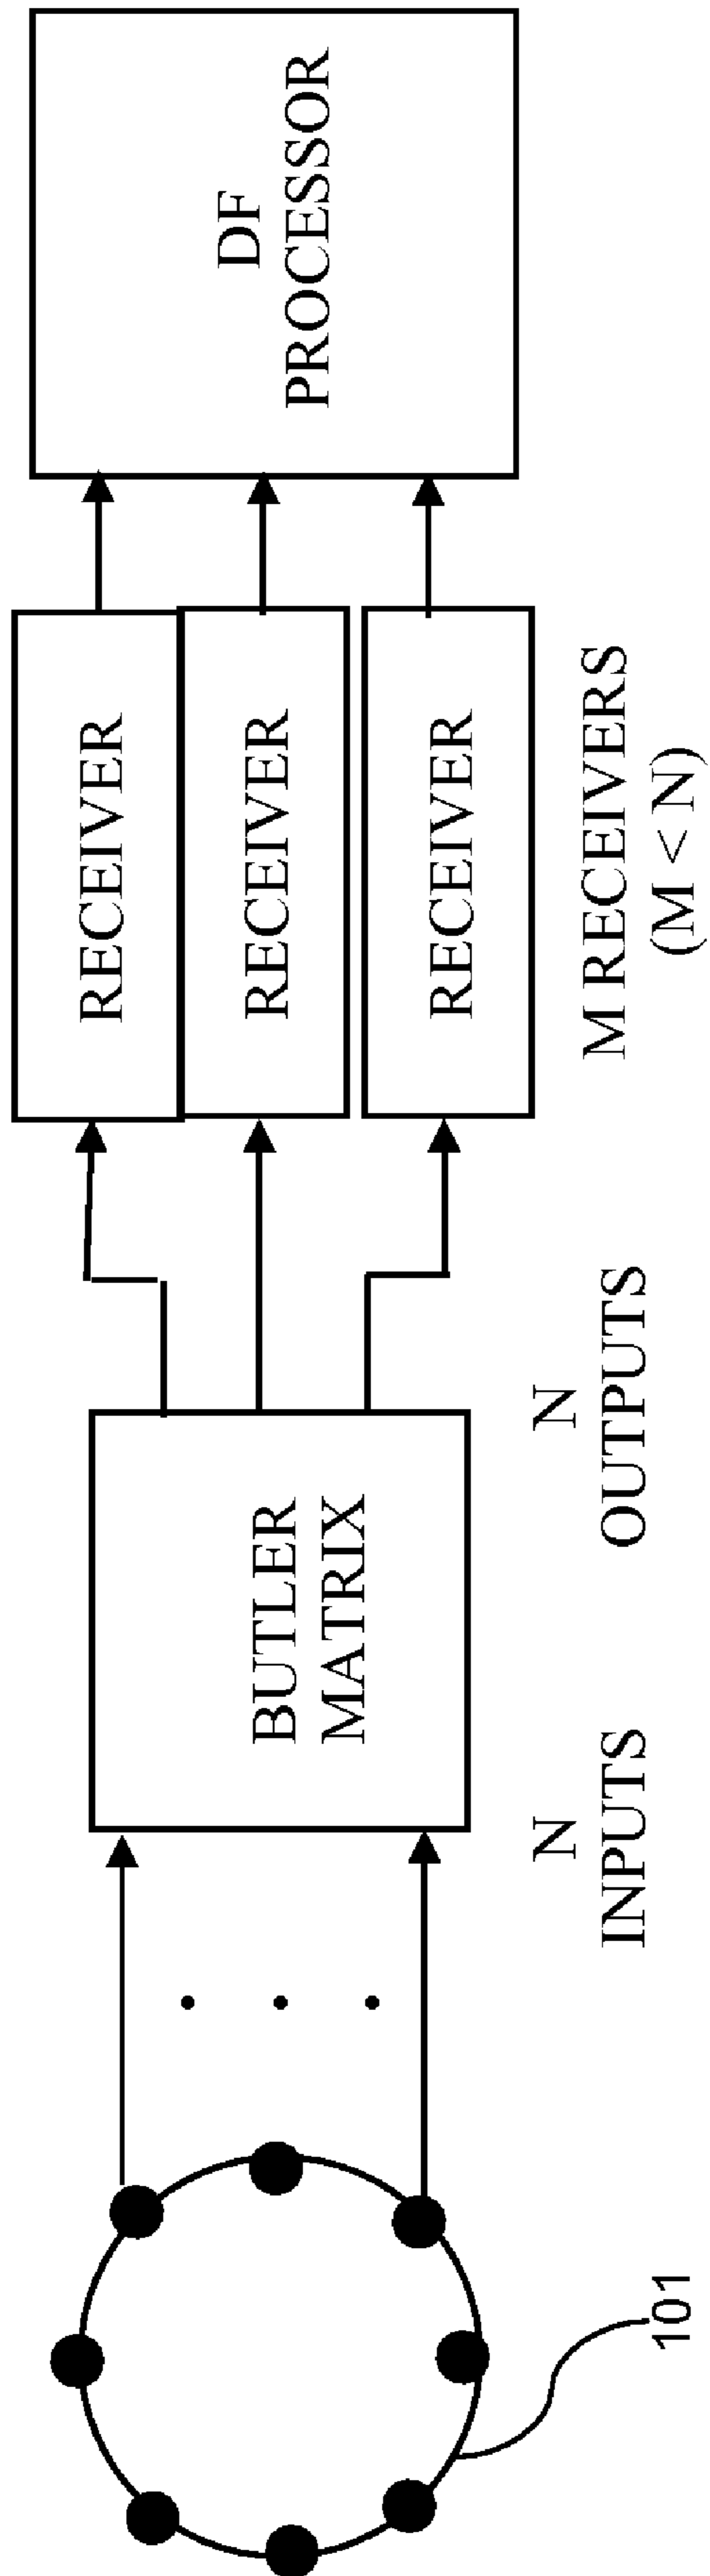 101
N
INPUTS
BUTLER
MATRIX
N
OUTPUTS
RECEIVER
RECEIVER
RECEIVER
M RECEIVERS
(M < N)
DF
PROCESSOR